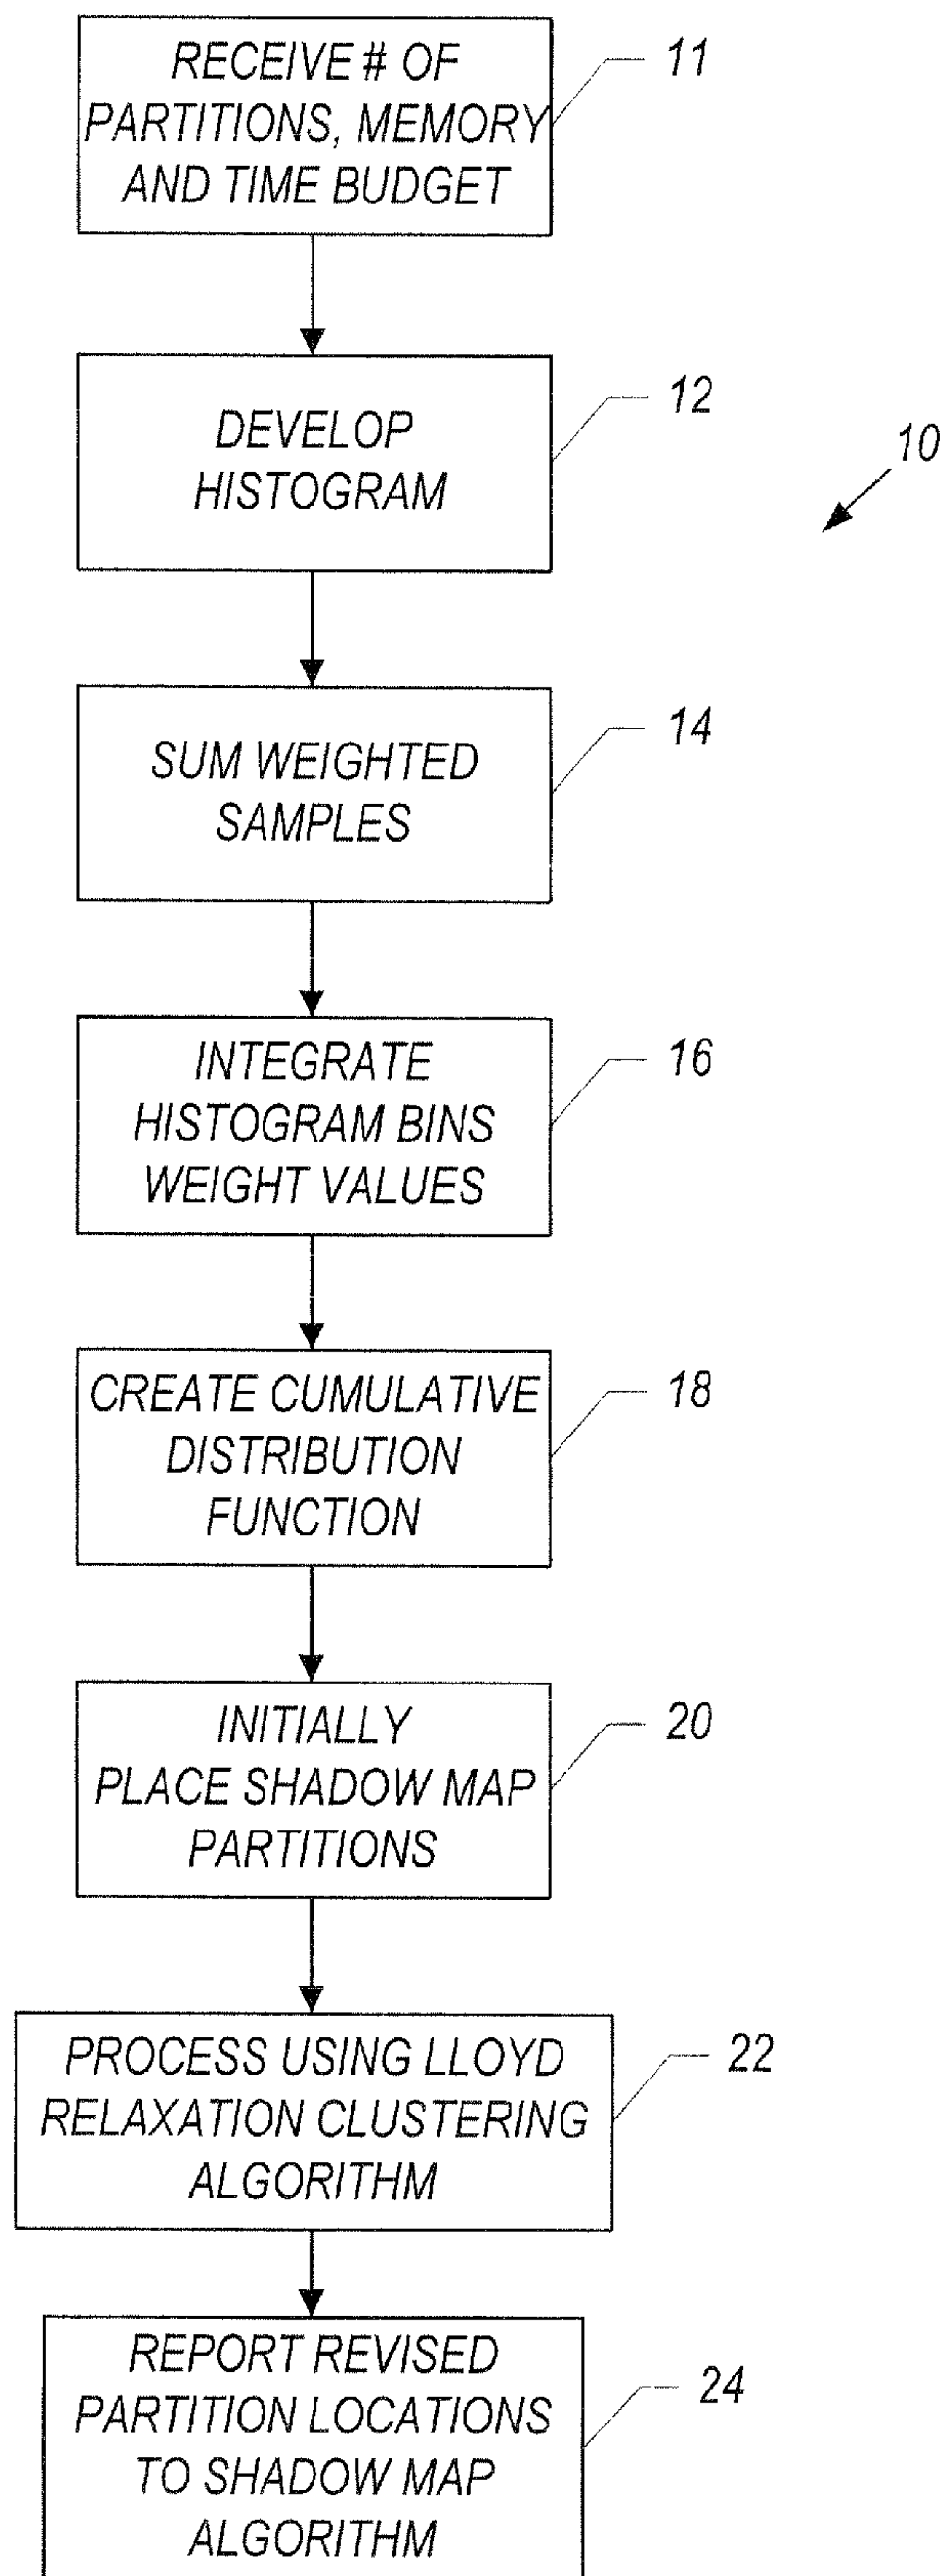 RECEIVE # OF
PARTITIONS, MEMORY
AND TIME BUDGET
11
DEVELOP
HISTOGRAM
12
10
SUM WEIGHTED
SAMPLES
14
INTEGRATE
HISTOGRAM BINS
WEIGHT VALUES
16
CREATE CUMULATIVE
DISTRIBUTION
FUNCTION
18
INITIALLY
PLACE SHADOW MAP
PARTITIONS
20
PROCESS USING LLOYD
RELAXATION CLUSTERING
ALGORITHM
22
REPORT REVISED
PARTITION LOCATIONS
TO SHADOW MAP
ALGORITHM
24